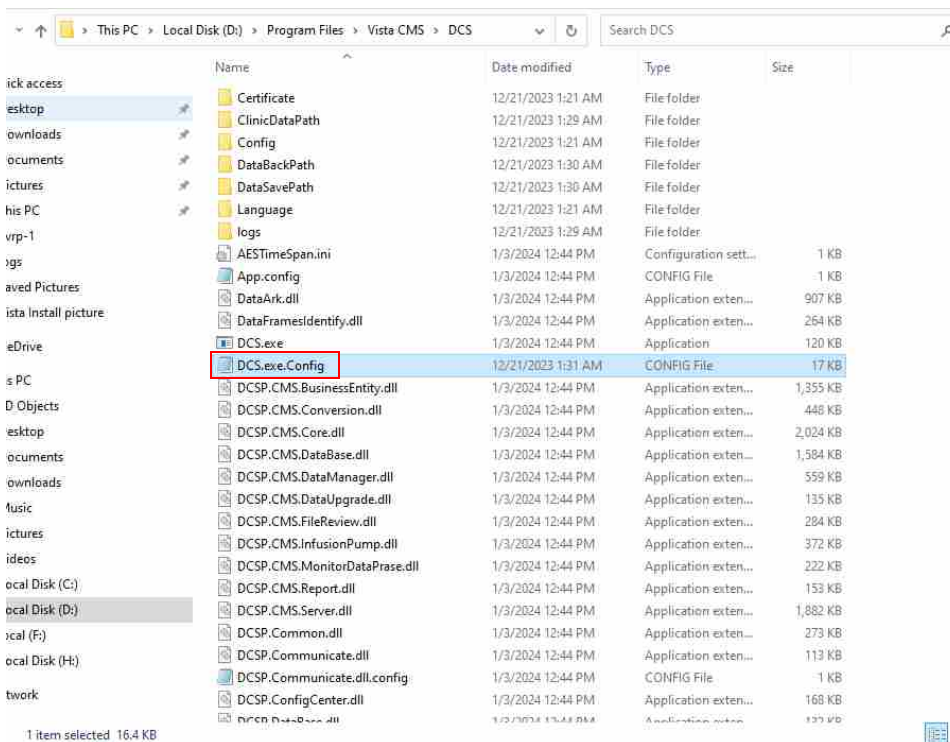 This PC > Local Disk (D:) > Program Files > Vista CMS > DCS
Search DCS
Name Date modified Type Size
ick access
esktop
ownloads
ocuments
ictures
his PC
vrp-1
ogs
aved Pictures
ista Install picture
eDrive
s PC
D Objects
esktop
ocuments
ownloads
Music
ictures
ideos
ocal Disk (C:)
ocal Disk (D:)
ocal (F:)
ocal Disk (H:)
twork
Certificate 12/21/2023 1:21 AM File folder
ClinicDataPath 12/21/2023 1:29 AM File folder
Config 12/21/2023 1:21 AM File folder
DataBackPath 12/21/2023 1:30 AM File folder
DataSavePath 12/21/2023 1:30 AM File folder
Language 12/21/2023 1:21 AM File folder
logs 12/21/2023 1:29 AM File folder
AESTimeSpan.ini 1/3/2024 12:44 PM Configuration sett... 1 KB
App.config 1/3/2024 12:44 PM CONFIG File 1 KB
DataArk.dll 1/3/2024 12:44 PM Application exten... 907 KB
DataFramesIdentify.dll 1/3/2024 12:44 PM Application exten... 264 KB
DCS.exe 1/3/2024 12:44 PM Application 120 KB
DCS.exe.Config 12/21/2023 1:31 AM CONFIG File 17 KB
DCSP.CMS.BusinessEntity.dll 1/3/2024 12:44 PM Application exten... 1,355 KB
DCSP.CMS.Conversion.dll 1/3/2024 12:44 PM Application exten... 448 KB
DCSP.CMS.Core.dll 1/3/2024 12:44 PM Application exten... 2,024 KB
DCSP.CMS.DataBase.dll 1/3/2024 12:44 PM Application exten... 1,584 KB
DCSP.CMS.DataManager.dll 1/3/2024 12:44 PM Application exten... 559 KB
DCSP.CMS.DataUpgrade.dll 1/3/2024 12:44 PM Application exten... 135 KB
DCSP.CMS.FileReview.dll 1/3/2024 12:44 PM Application exten... 284 KB
DCSP.CMS.InfusionPump.dll 1/3/2024 12:44 PM Application exten... 372 KB
DCSP.CMS.MonitorDataPrase.dll 1/3/2024 12:44 PM Application exten... 222 KB
DCSP.CMS.Report.dll 1/3/2024 12:44 PM Application exten... 153 KB
DCSP.CMS.Server.dll 1/3/2024 12:44 PM Application exten... 1,882 KB
DCSP.Common.dll 1/3/2024 12:44 PM Application exten... 273 KB
DCSP.Communicate.dll 1/3/2024 12:44 PM Application exten... 113 KB
DCSP.Communicate.dll.config 1/3/2024 12:44 PM CONFIG File 1 KB
DCSP.ConfigCenter.dll 1/3/2024 12:44 PM Application exten... 168 KB
DCSP.DataBase.dll 1/3/2024 12:44 PM Application exten... 132 KB
1 item selected 16.4 KB